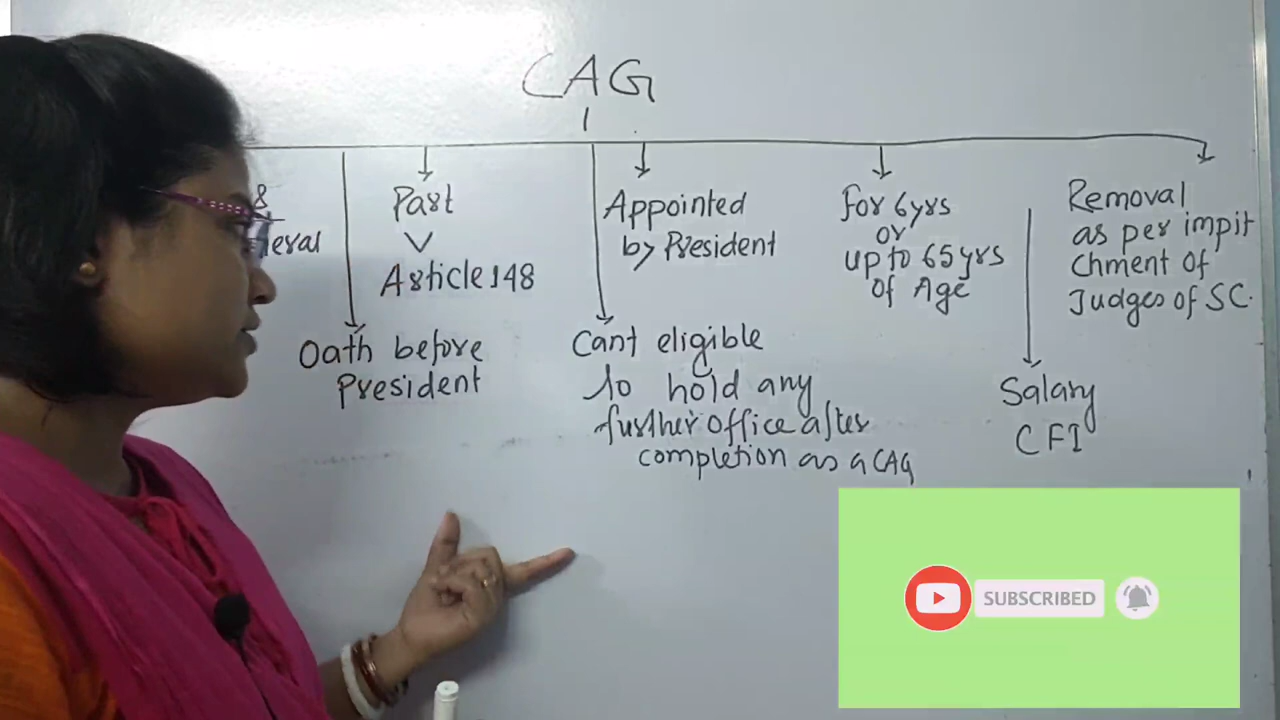 CAG
&
Part
V
Article 148
Appointed
by President
For 6yrs
or
up to 65yrs
of Age
Removal
as per impit
chment of
Judges of SC.
Oath before
President
Cant eligible
to hold any
further office after
completion as a CAG
Salary
CFI
SUBSCRIBED